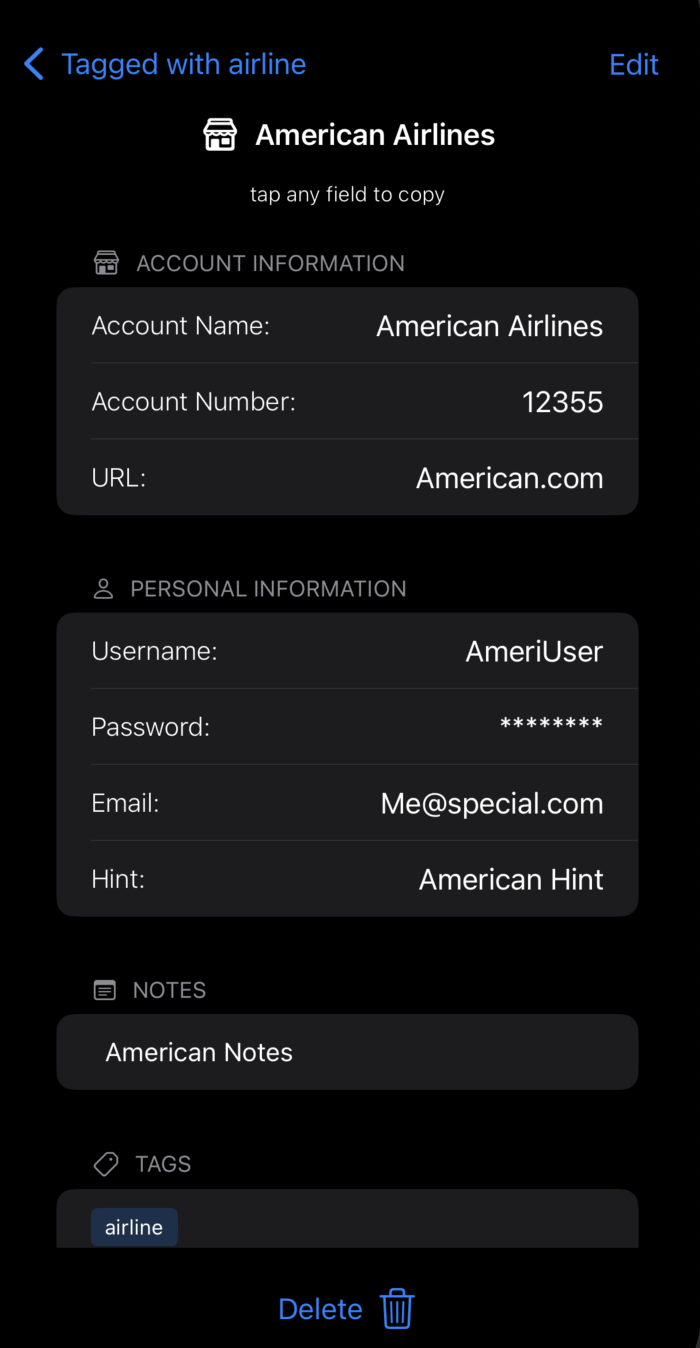 Tagged with airline Edit
American Airlines
tap any field to copy
ACCOUNT INFORMATION
Account Name: American Airlines
Account Number: 12355
URL: American.com
PERSONAL INFORMATION
Username: AmeriUser
Password: ********
Email: Me@special.com
Hint: American Hint
NOTES
American Notes
TAGS
airline
Delete